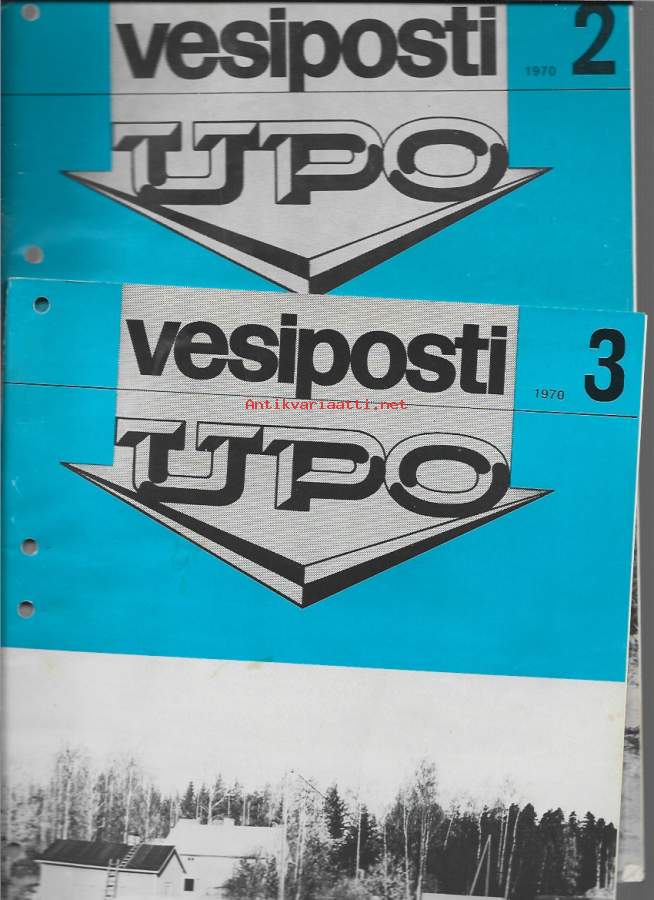 vesiposti
1970 2
UPO
vesiposti
1970 3
Antikvariaatti.net
UPO